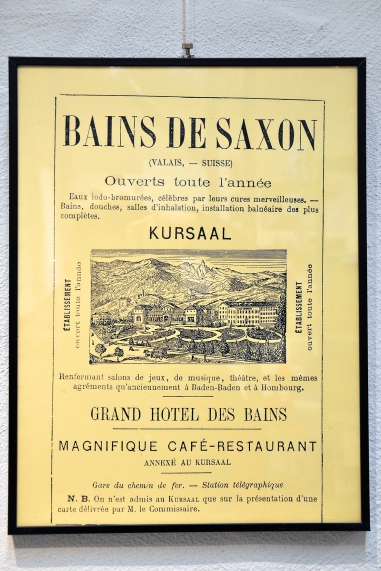 BAINS DE SAXON
(VALAIS, — SUISSE)
Ouverts toute l'année
Eaux iodo-bromurées, célèbres par leurs cures merveilleuses. —
Bains, douches, salles d'inhalation, installation balnéaire des plus
complètes.
KURSAAL
ÉTABLISSEMENT
ouvert toute l'année
ÉTABLISSEMENT
ouvert toute l'année
Renfermant salons de jeux, de musique, théâtre, et les mêmes
agréments qu'anciennement à Baden-Baden et à Hombourg.
GRAND HOTEL DES BAINS
MAGNIFIQUE CAFÉ-RESTAURANT
ANNEXÉ AU KURSAAL
Gare du chemin de fer. — Station télégraphique
N. B. On n'est admis au KURSAAL que sur la présentation d'une
carte délivrée par M. le Commissaire.